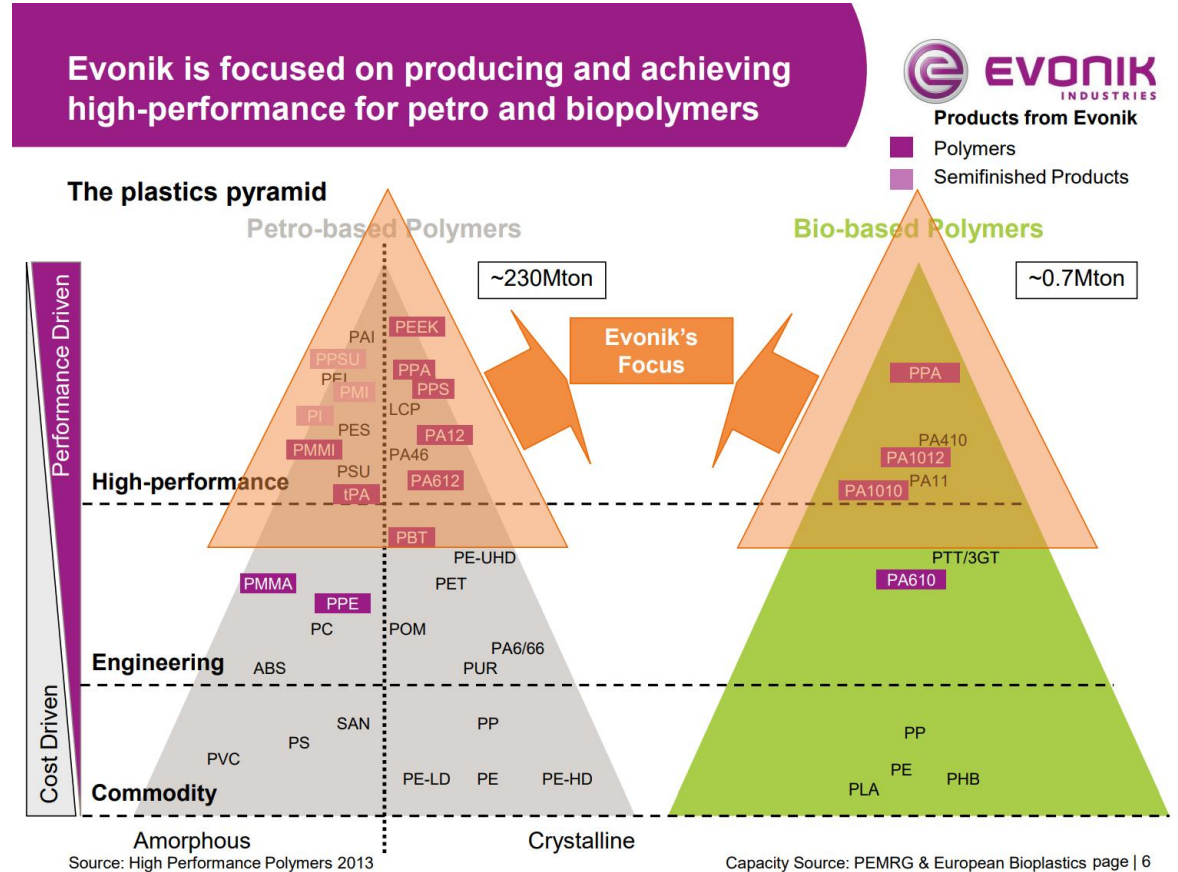 Evonik is focused on producing and achieving
high-performance for petro and biopolymers
EVONIK
INDUSTRIES
Products from Evonik
Polymers
Semifinished Products
The plastics pyramid
Petro-based Polymers
Bio-based Polymers
~230Mton
~0.7Mton
Evonik's
Focus
Performance Driven
Cost Driven
PAI
PEEK
PPSU
PEI
PPA
PMI
PPS
PI
LCP
PES
PA12
PMMI
PA46
PSU
PA612
tPA
High-performance
PBT
PE-UHD
PMMA
PET
PPE
PC
POM
PA6/66
Engineering
ABS
PUR
SAN
PP
PS
PVC
PE-LD
PE
PE-HD
Commodity
PPA
PA410
PA1012
PA11
PA1010
PTT/3GT
PA610
PP
PE
PHB
PLA
Amorphous
Crystalline
Source: High Performance Polymers 2013
Capacity Source: PEMRG & European Bioplastics page | 6